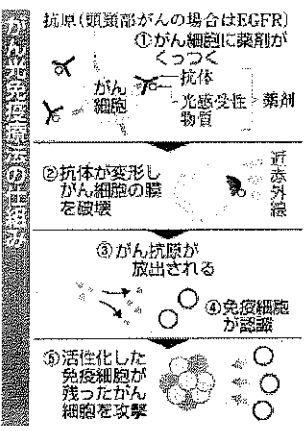 がん光免疫療法の仕組み
抗原(頭頸部がんの場合はEGFR)
①がん細胞に薬剤が
くっつく
がん
細胞
抗体
光感受性
物質
薬剤
②抗体が変形し
がん細胞の膜
を破壊
近赤外線
③がん抗原が
放出される
④免疫細胞
が認識
⑤活性化した
免疫細胞が
残ったがん
細胞を攻撃